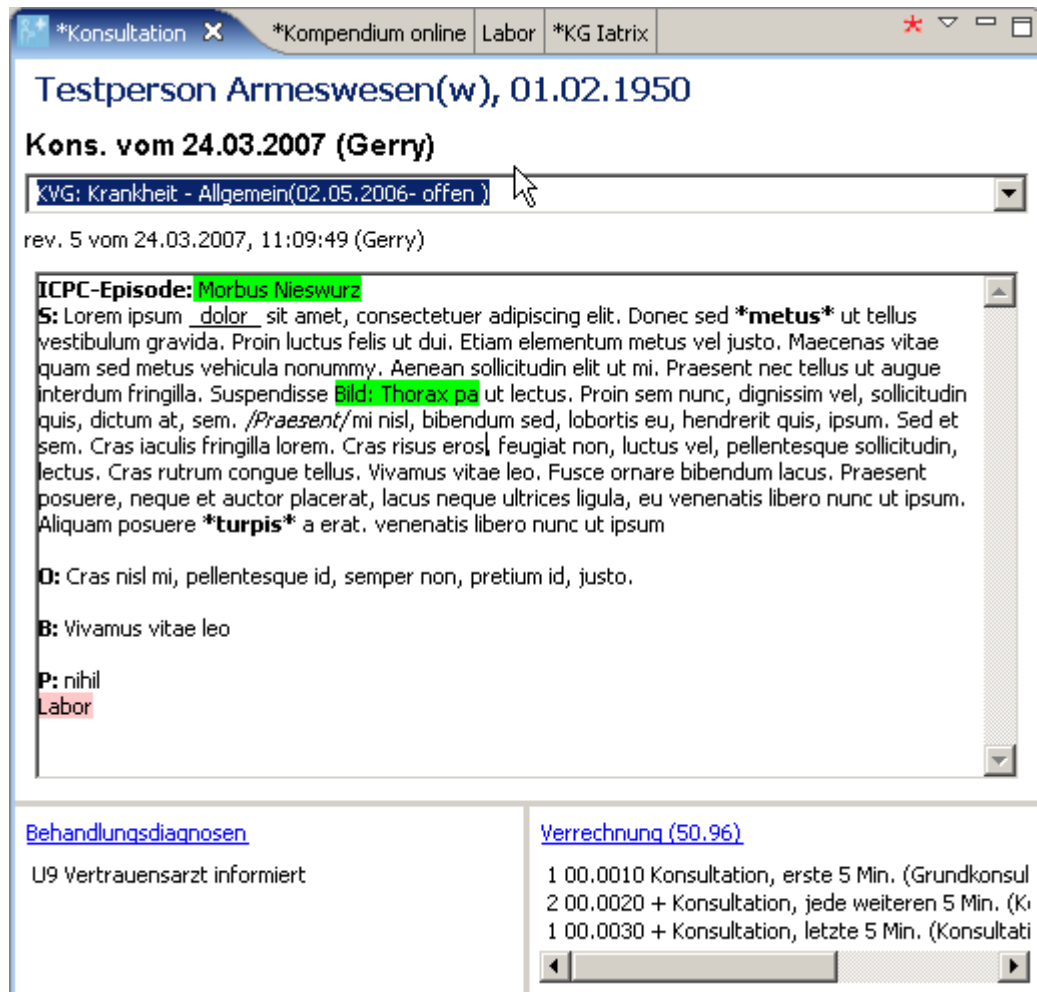 *Konsultation *Kompendium online Labor *KG Iatrix
Testperson Armeswesen(w), 01.02.1950
Kons. vom 24.03.2007 (Gerry)
KVG: Krankheit - Allgemein(02.05.2006- offen )
rev. 5 vom 24.03.2007, 11:09:49 (Gerry)
ICPC-Episode: Morbus Nieswurz
S: Lorem ipsum _dolor_ sit amet, consectetuer adipiscing elit. Donec sed *metus* ut tellus
vestibulum gravida. Proin luctus felis ut dui. Etiam elementum metus vel justo. Maecenas vitae
quam sed metus vehicula nonummy. Aenean sollicitudin elit ut mi. Praesent nec tellus ut augue
interdum fringilla. Suspendisse Bild: Thorax pa ut lectus. Proin sem nunc, dignissim vel, sollicitudin
quis, dictum at, sem. /Praesent/ mi nisl, bibendum sed, lobortis eu, hendrerit quis, ipsum. Sed et
sem. Cras iaculis fringilla lorem. Cras risus eros, feugiat non, luctus vel, pellentesque sollicitudin,
lectus. Cras rutrum congue tellus. Vivamus vitae leo. Fusce ornare bibendum lacus. Praesent
posuere, neque et auctor placerat, lacus neque ultrices ligula, eu venenatis libero nunc ut ipsum.
Aliquam posuere *turpis* a erat. venenatis libero nunc ut ipsum
O: Cras nisl mi, pellentesque id, semper non, pretium id, justo.
B: Vivamus vitae leo
P: nihil
Labor
Behandlungsdiagnosen
U9 Vertrauensarzt informiert
Verrechnung (50.96)
1 00.0010 Konsultation, erste 5 Min. (Grundkonsul
2 00.0020 + Konsultation, jede weiteren 5 Min. (K
1 00.0030 + Konsultation, letzte 5 Min. (Konsultati